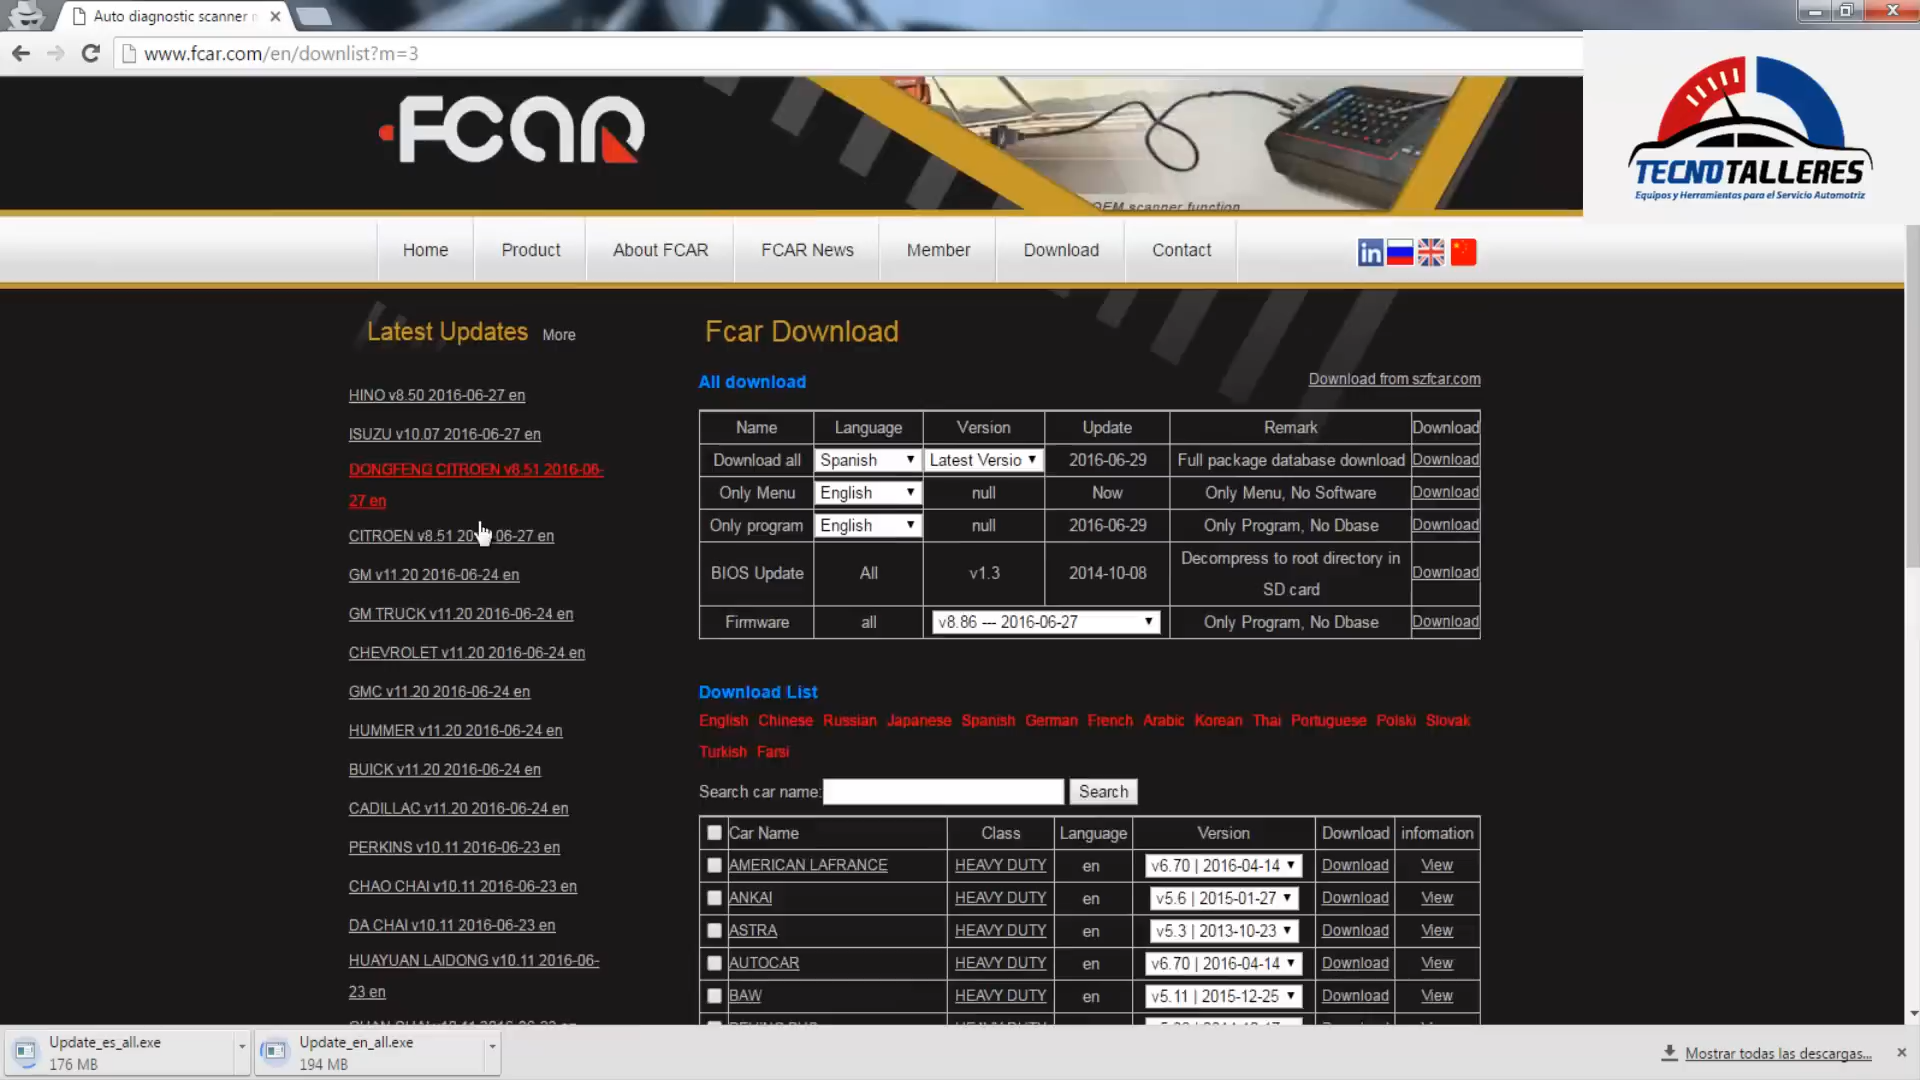 Auto diagnostic scanner
www.fcar.com/en/downlist?m=3
FCAR
OEM scanner function
TECNOTALLERES
Equipos y Herramientas para el Servicio Automotriz
Home Product About FCAR FCAR News Member Download Contact
in
Latest Updates More
HINO v8.50 2016-06-27 en
ISUZU v10.07 2016-06-27 en
DONGFENG CITROEN v8.51 2016-06-
27 en
CITROEN v8.51 20 06-27 en
GM v11.20 2016-06-24 en
GM TRUCK v11.20 2016-06-24 en
CHEVROLET v11.20 2016-06-24 en
GMC v11.20 2016-06-24 en
HUMMER v11.20 2016-06-24 en
BUICK v11.20 2016-06-24 en
CADILLAC v11.20 2016-06-24 en
PERKINS v10.11 2016-06-23 en
CHAO CHAI v10.11 2016-06-23 en
DA CHAI v10.11 2016-06-23 en
HUAYUAN LAIDONG v10.11 2016-06-
23 en
Fcar Download
All download
Download from szfcar.com
Name Language Version Update Remark Download
Download all Spanish Latest Versio 2016-06-29 Full package database download Download
Only Menu English null Now Only Menu, No Software Download
Only program English null 2016-06-29 Only Program, No Dbase Download
BIOS Update All v1.3 2014-10-08 Decompress to root directory in SD card Download
Firmware all v8.86 --- 2016-06-27 Only Program, No Dbase Download
Download List
English Chinese Russian Japanese Spanish German French Arabic Korean Thai Portuguese Polski Slovak
Turkish Farsi
Search car name: Search
Car Name Class Language Version Download infomation
AMERICAN LAFRANCE HEAVY DUTY en v6.70 | 2016-04-14 Download View
ANKAI HEAVY DUTY en v5.6 | 2015-01-27 Download View
ASTRA HEAVY DUTY en v5.3 | 2013-10-23 Download View
AUTOCAR HEAVY DUTY en v6.70 | 2016-04-14 Download View
BAW HEAVY DUTY en v5.11 | 2015-12-25 Download View
Update_es_all.exe
176 MB
Update_en_all.exe
194 MB
Mostrar todas las descargas...